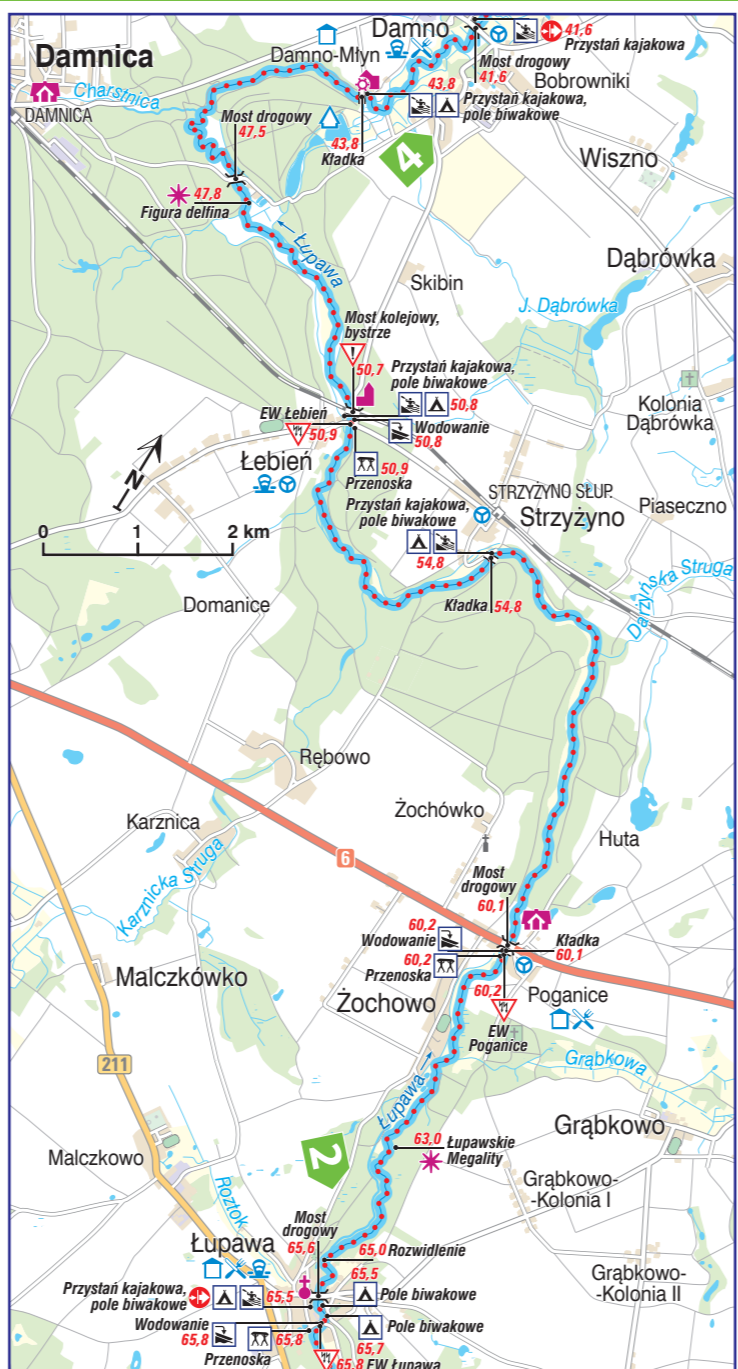 Damno
41,6
Przystań kajakowa
Damnica
Damno-Młyn
Most drogowy
41,6
Bobrowniki
Charstnica
DAMNICA
43,8
Przystań kajakowa,
pole biwakowe
Most drogowy
47,5
43,8
Kładka
4
Wiszno
47,8
Figura delfina
Łupawa
Dąbrówka
Skibin
J. Dąbrówka
Most kolejowy,
bystrze
50,7
Przystań kajakowa,
pole biwakowe
50,8
Kolonia
Dąbrówka
EW Łebień
50,9
Wodowanie
50,8
Łebień
50,9
Przenoska
N
STRZYŻYNO SŁUP.
Strzyżyno
Piaseczno
Przystań kajakowa,
pole biwakowe
54,8
0 1 2 km
Darżyńska Struga
Domanice
Kładka 54,8
Rębowo
Żochówko
Karznica
6
Huta
Karznicka Struga
Most
drogowy
60,1
60,2
Wodowanie
60,2
Przenoska
Kładka
60,1
Malczkówko
Żochowo
60,2
EW
Poganice
Poganice
211
Grąbkowa
Łupawa
Grąbkowo
2
63,0
Łupawskie
Megality
Malczkowo
Grąbkowo-
-Kolonia I
Roztok
Most
drogowy
65,6
Łupawa
65,0 Rozwidlenie
65,5
Pole biwakowe
Grąbkowo-
-Kolonia II
Przystań kajakowa,
pole biwakowe
65,5
Wodowanie
65,8
65,8
Przenoska
Pole biwakowe
65,7
65,8 EW Łupawa